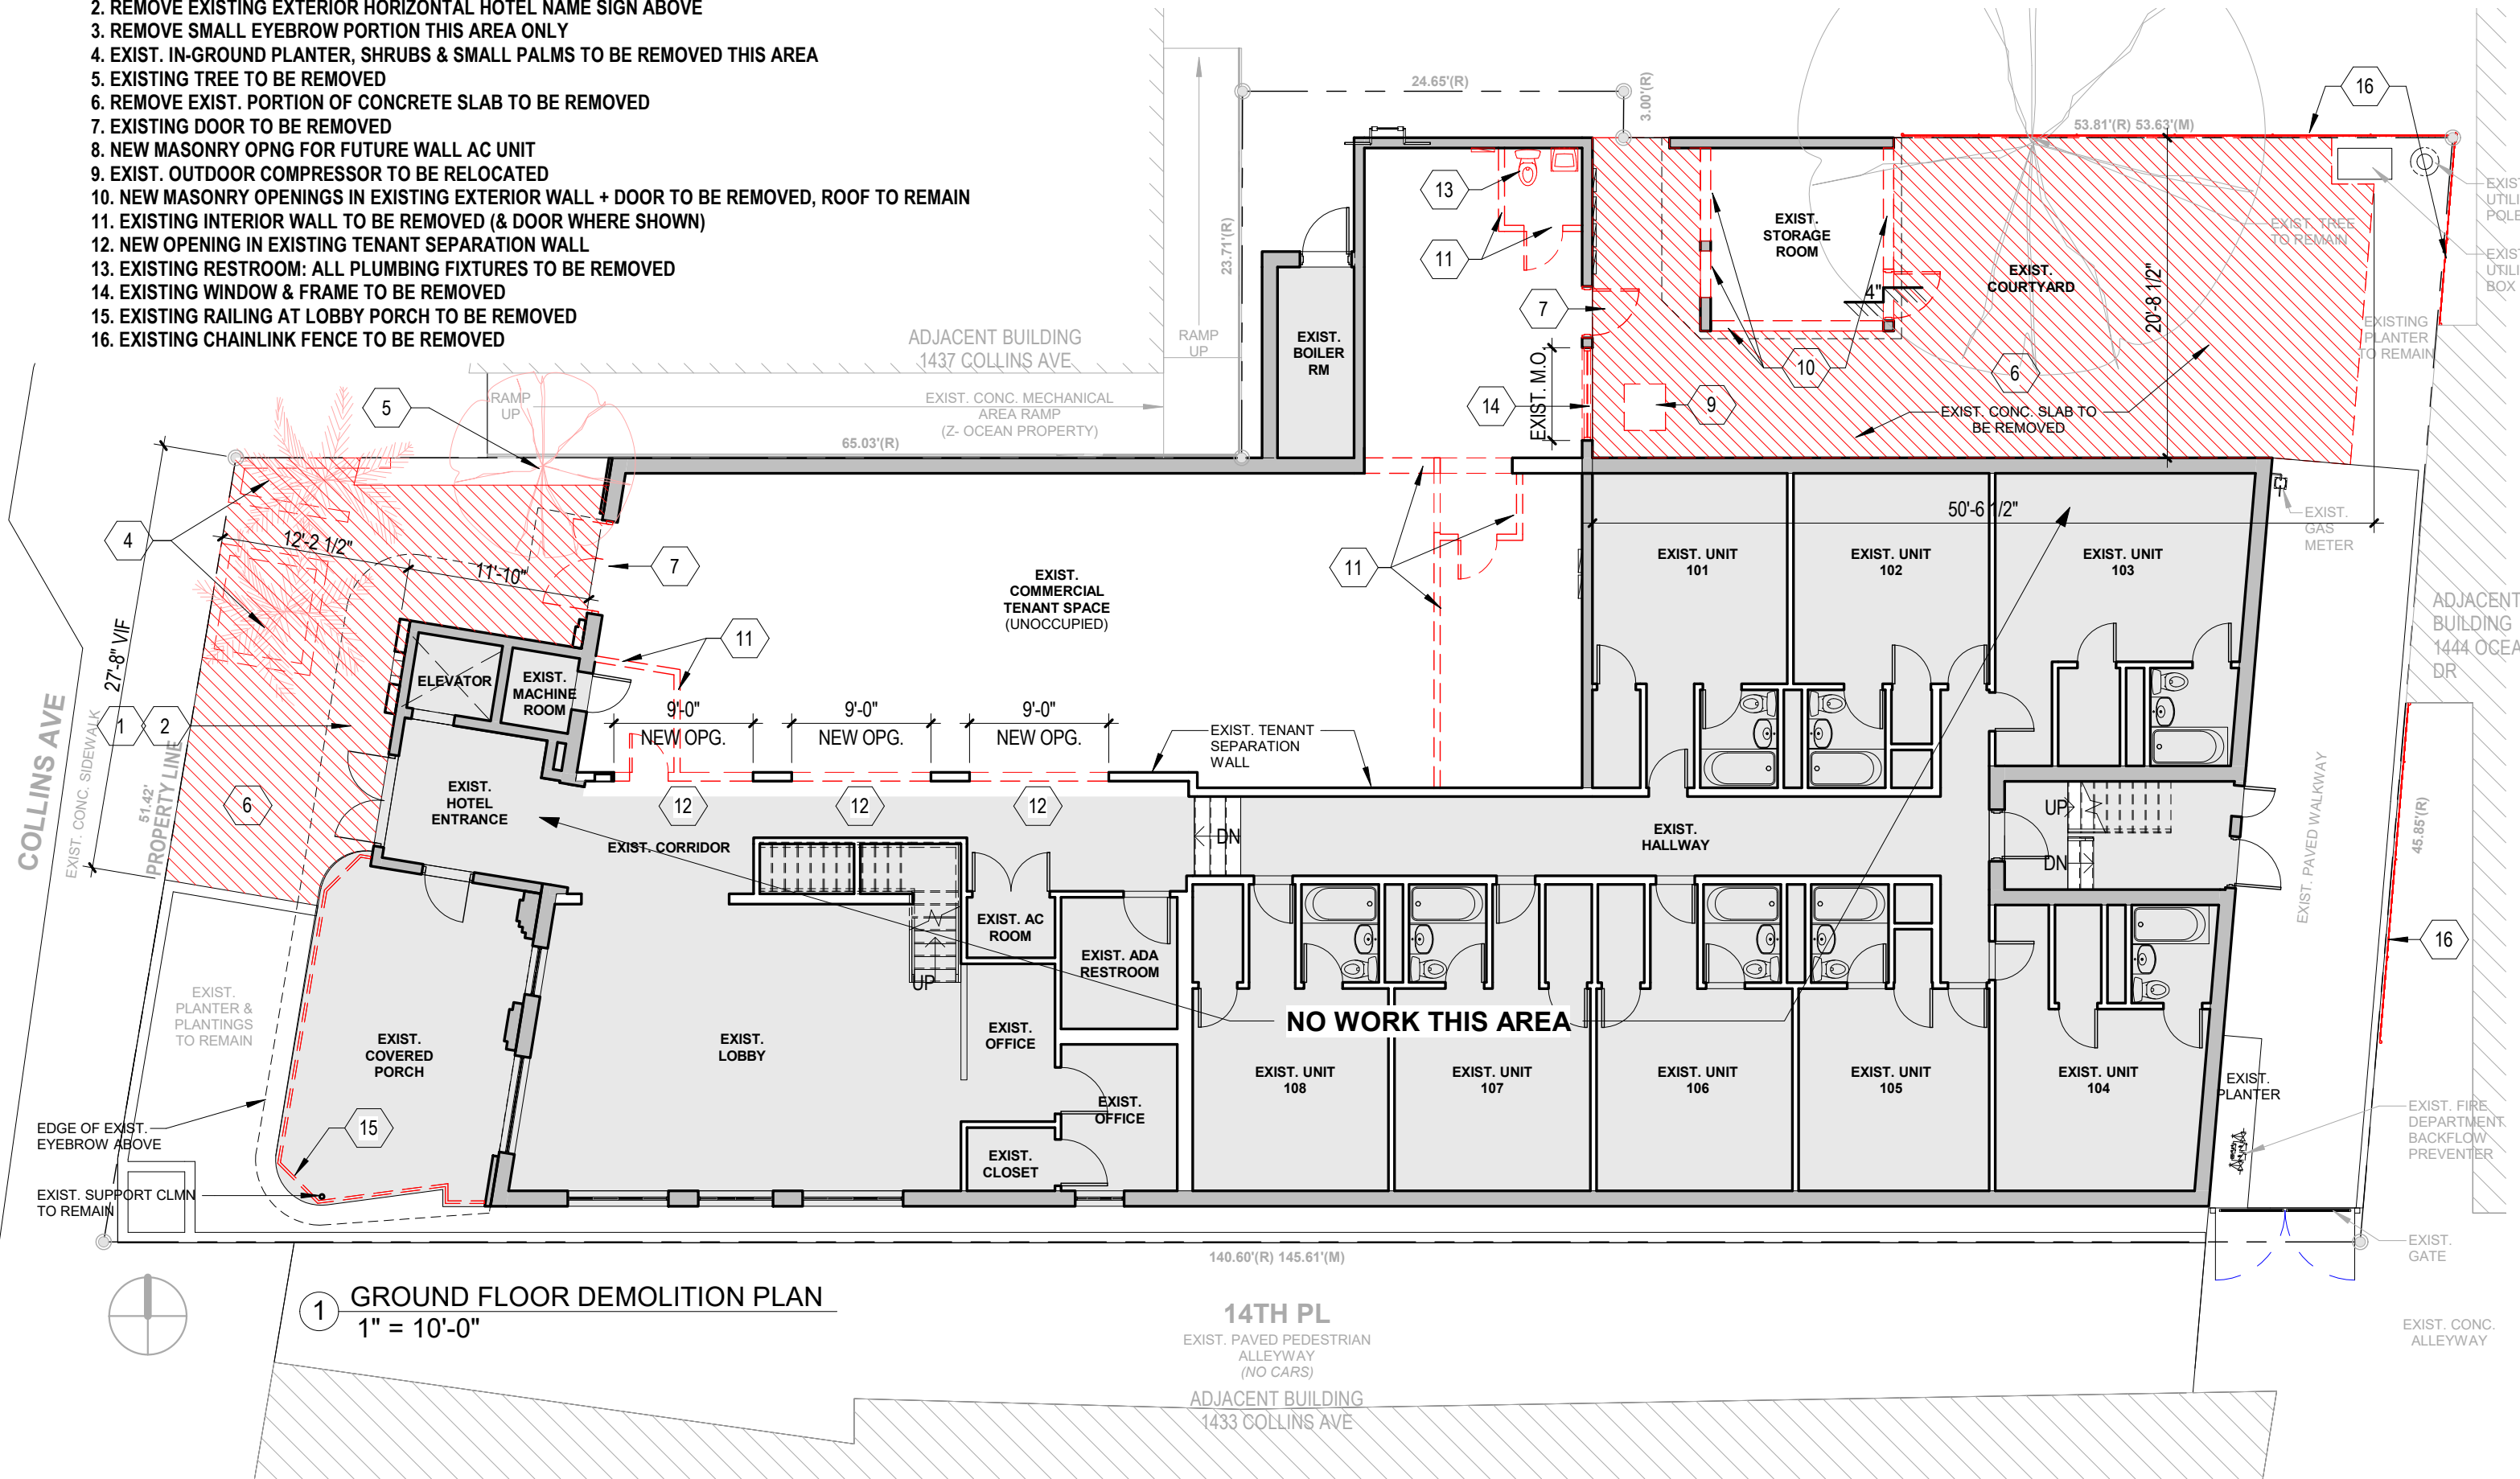 2. REMOVE EXISTING EXTERIOR HORIZONTAL HOTEL NAME SIGN ABOVE
3. REMOVE SMALL EYEBROW PORTION THIS AREA ONLY
4. EXIST. IN-GROUND PLANTER, SHRUBS & SMALL PALMS TO BE REMOVED THIS AREA
5. EXISTING TREE TO BE REMOVED
6. REMOVE EXIST. PORTION OF CONCRETE SLAB TO BE REMOVED
7. EXISTING DOOR TO BE REMOVED
8. NEW MASONRY OPNG FOR FUTURE WALL AC UNIT
9. EXIST. OUTDOOR COMPRESSOR TO BE RELOCATED
10. NEW MASONRY OPENINGS IN EXISTING EXTERIOR WALL + DOOR TO BE REMOVED, ROOF TO REMAIN
11. EXISTING INTERIOR WALL TO BE REMOVED (& DOOR WHERE SHOWN)
12. NEW OPENING IN EXISTING TENANT SEPARATION WALL
13. EXISTING RESTROOM: ALL PLUMBING FIXTURES TO BE REMOVED
14. EXISTING WINDOW & FRAME TO BE REMOVED
15. EXISTING RAILING AT LOBBY PORCH TO BE REMOVED
16. EXISTING CHAINLINK FENCE TO BE REMOVED
24.65'(R)
3.00'(R)
53.81'(R) 53.63'(M)
16
13
11
23.71'(R)
EXIST.
STORAGE
ROOM
EXIST. TREE
TO REMAIN
EXIST.
COURTYARD
4"
20'-8 1/2"
EXIST
UTILI
POLE
EXIST
UTILI
BOX
7
EXIST.
BOILER
RM
ADJACENT BUILDING
1437 COLLINS AVE
RAMP
UP
EXISTING
PLANTER
TO REMAIN
10
6
14
EXIST. M.O.
9
EXIST. CONC. SLAB TO
BE REMOVED
5
RAMP
UP
EXIST. CONC. MECHANICAL
AREA RAMP
(Z- OCEAN PROPERTY)
65.03'(R)
4
12'-2 1/2"
11'-10"
7
11
50'-6 1/2"
EXIST.
GAS
METER
EXIST.
COMMERCIAL
TENANT SPACE
(UNOCCUPIED)
EXIST. UNIT
101
EXIST. UNIT
102
EXIST. UNIT
103
ADJACENT
BUILDING
1444 OCEA
DR
27'-8" VIF
11
ELEVATOR
EXIST.
MACHINE
ROOM
9'-0"
NEW OPG.
9'-0"
NEW OPG.
9'-0"
NEW OPG.
EXIST. TENANT
SEPARATION
WALL
1
2
COLLINS AVE
EXIST. CONC. SIDEWALK
51.42'
PROPERTY LINE
6
EXIST.
HOTEL
ENTRANCE
12
12
12
EXIST. CORRIDOR
DN
EXIST.
HALLWAY
UP
DN
EXIST. PAVED WALKWAY
45.85'(R)
16
EXIST. AC
ROOM
EXIST. ADA
RESTROOM
UP
EXIST.
PLANTER &
PLANTINGS
TO REMAIN
EXIST.
COVERED
PORCH
EXIST.
LOBBY
EXIST.
OFFICE
NO WORK THIS AREA
EXIST. UNIT
108
EXIST. UNIT
107
EXIST. UNIT
106
EXIST. UNIT
105
EXIST. UNIT
104
EXIST.
PLANTER
EXIST.
OFFICE
EXIST. FIRE
DEPARTMENT
BACKFLOW
PREVENTER
EDGE OF EXIST.
EYEBROW ABOVE
15
EXIST.
CLOSET
EXIST. SUPPORT CLMN
TO REMAIN
EXIST.
GATE
140.60'(R) 145.61'(M)
1
GROUND FLOOR DEMOLITION PLAN
1" = 10'-0"
14TH PL
EXIST. PAVED PEDESTRIAN
ALLEYWAY
(NO CARS)
EXIST. CONC.
ALLEYWAY
ADJACENT BUILDING
1433 COLLINS AVE